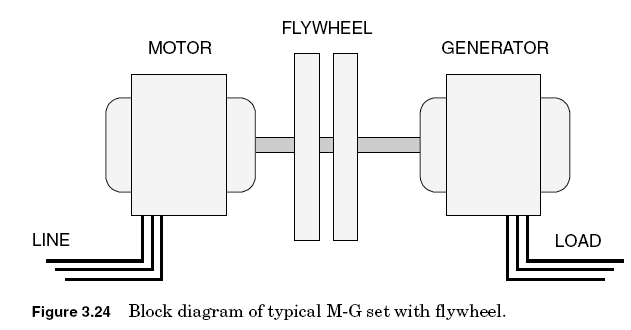 FLYWHEEL
MOTOR
GENERATOR
LINE
LOAD
Figure 3.24 Block diagram of typical M-G set with flywheel.